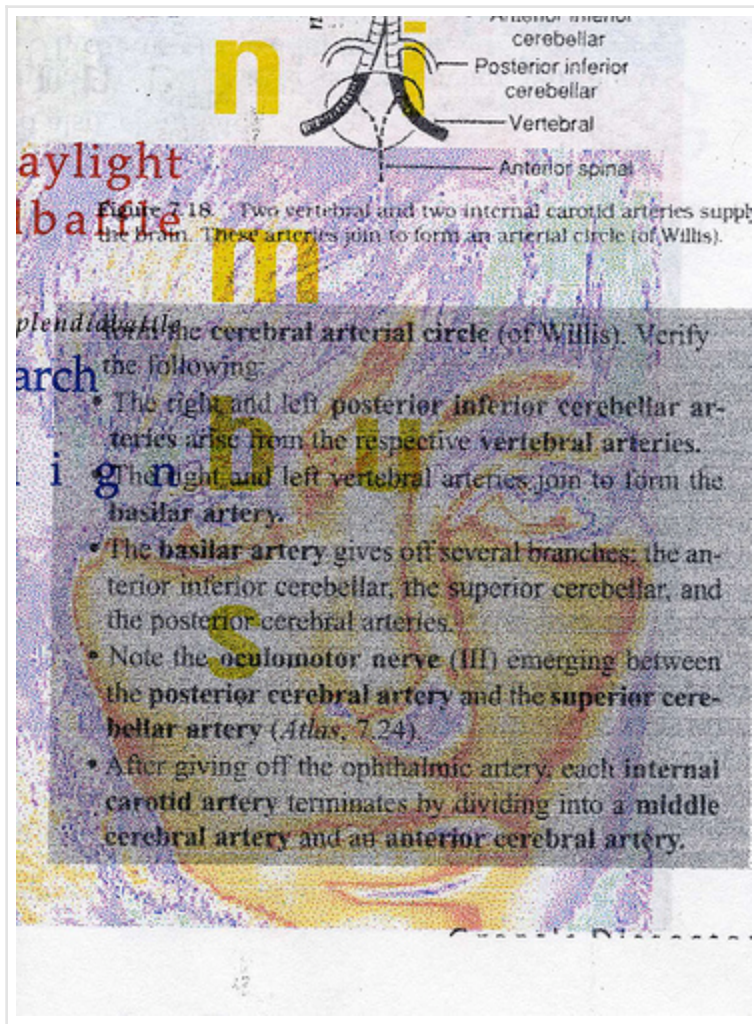 n i
Anterior inferior
cerebellar
Posterior inferior
cerebellar
Vertebral
Anterior spinal
aylight
lbaffle
Figure 7.18. Two vertebral and two internal carotid arteries supply
the brain. These arteries join to form an arterial circle (of Willis).
m
splendidbattle
form the cerebral arterial circle (of Willis). Verify
the following:
arch
• The right and left posterior inferior cerebellar ar-
teries arise from the respective vertebral arteries.
b u
i g n
• The right and left vertebral arteries join to form the
basilar artery.
• The basilar artery gives off several branches: the an-
terior inferior cerebellar, the superior cerebellar, and
the posterior cerebral arteries.
s
• Note the oculomotor nerve (III) emerging between
the posterior cerebral artery and the superior cere-
bellar artery (Atlas, 7.24).
• After giving off the ophthalmic artery, each internal
carotid artery terminates by dividing into a middle
cerebral artery and an anterior cerebral artery.